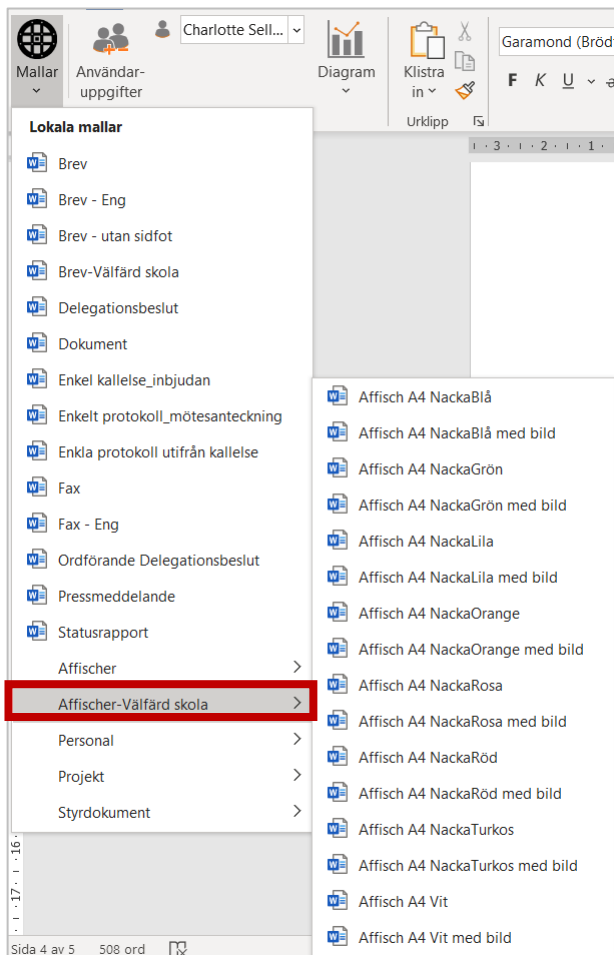 Charlotte Sell...
Mallar
Användar-
uppgifter
Diagram
Klistra
in
Urklipp
Garamond (Bröd
F K U
3 2 1
Lokala mallar
Brev
Brev - Eng
Brev - utan sidfot
Brev-Välfärd skola
Delegationsbeslut
Dokument
Enkel kallelse_inbjudan
Enkelt protokoll_mötesanteckning
Enkla protokoll utifrån kallelse
Fax
Fax - Eng
Ordförande Delegationsbeslut
Pressmeddelande
Statusrapport
Affischer
Affischer-Välfärd skola
Personal
Projekt
Styrdokument
Affisch A4 NackaBlå
Affisch A4 NackaBlå med bild
Affisch A4 NackaGrön
Affisch A4 NackaGrön med bild
Affisch A4 NackaLila
Affisch A4 NackaLila med bild
Affisch A4 NackaOrange
Affisch A4 NackaOrange med bild
Affisch A4 NackaRosa
Affisch A4 NackaRosa med bild
Affisch A4 NackaRöd
Affisch A4 NackaRöd med bild
Affisch A4 NackaTurkos
Affisch A4 NackaTurkos med bild
Affisch A4 Vit
Affisch A4 Vit med bild
16
17
Sida 4 av 5 508 ord